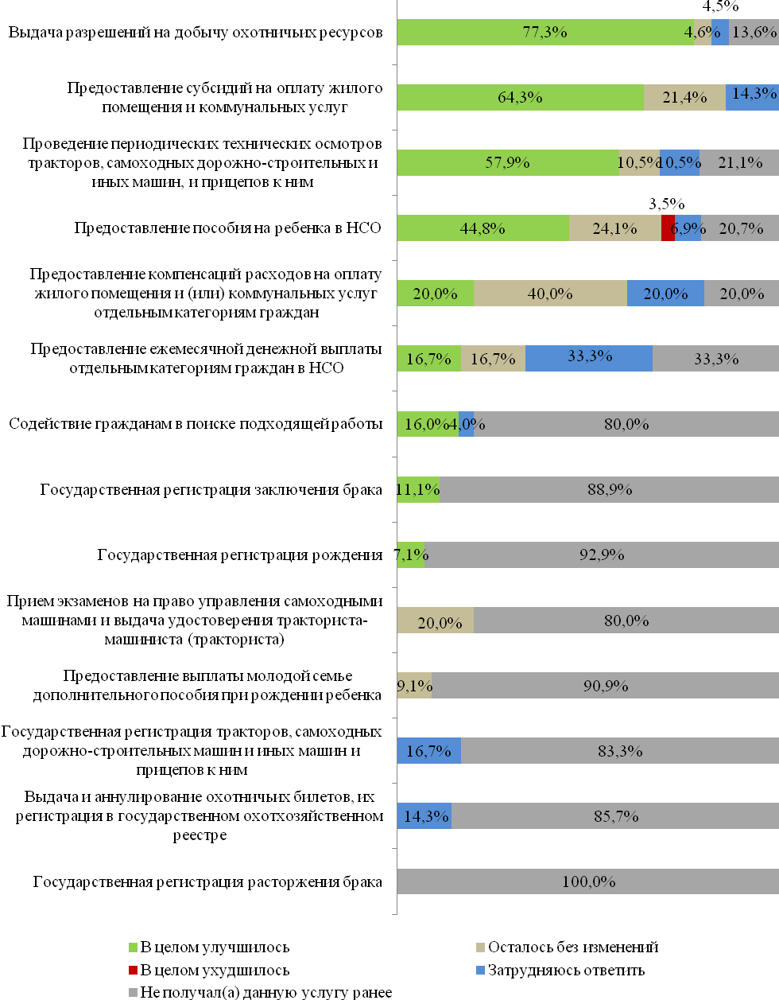 4,5%
Выдача разрешений на добычу охотничьих ресурсов
77,3% 4,6% 13,6%
Предоставление субсидий на оплату жилого
помещения и коммунальных услуг
64,3% 21,4% 14,3%
Проведение периодических технических осмотров
тракторов, самоходных дорожно-строительных и
иных машин, и прицепов к ним
57,9% 10,5% 10,5% 21,1%
3,5%
Предоставление пособия на ребенка в НСО
44,8% 24,1% 6,9% 20,7%
Предоставление компенсаций расходов на оплату
жилого помещения и (или) коммунальных услуг
отдельным категориям граждан
20,0% 40,0% 20,0% 20,0%
Предоставление ежемесячной денежной выплаты
отдельным категориям граждан в НСО
16,7% 16,7% 33,3% 33,3%
Содействие гражданам в поиске подходящей работы
16,0% 4,0% 80,0%
Государственная регистрация заключения брака
11,1% 88,9%
Государственная регистрация рождения
7,1% 92,9%
Прием экзаменов на право управления самоходными
машинами и выдача удостоверения тракториста-
машиниста (тракториста)
20,0% 80,0%
Предоставление выплаты молодой семье
дополнительного пособия при рождении ребенка
9,1% 90,9%
Государственная регистрация тракторов, самоходных
дорожно-строительных машин и иных машин и
прицепов к ним
16,7% 83,3%
Выдача и аннулирование охотничьих билетов, их
регистрация в государственном охотхозяйственном
реестре
14,3% 85,7%
Государственная регистрация расторжения брака
100,0%
В целом улучшилось
Осталось без изменений
В целом ухудшилось
Затрудняюсь ответить
Не получал(а) данную услугу ранее